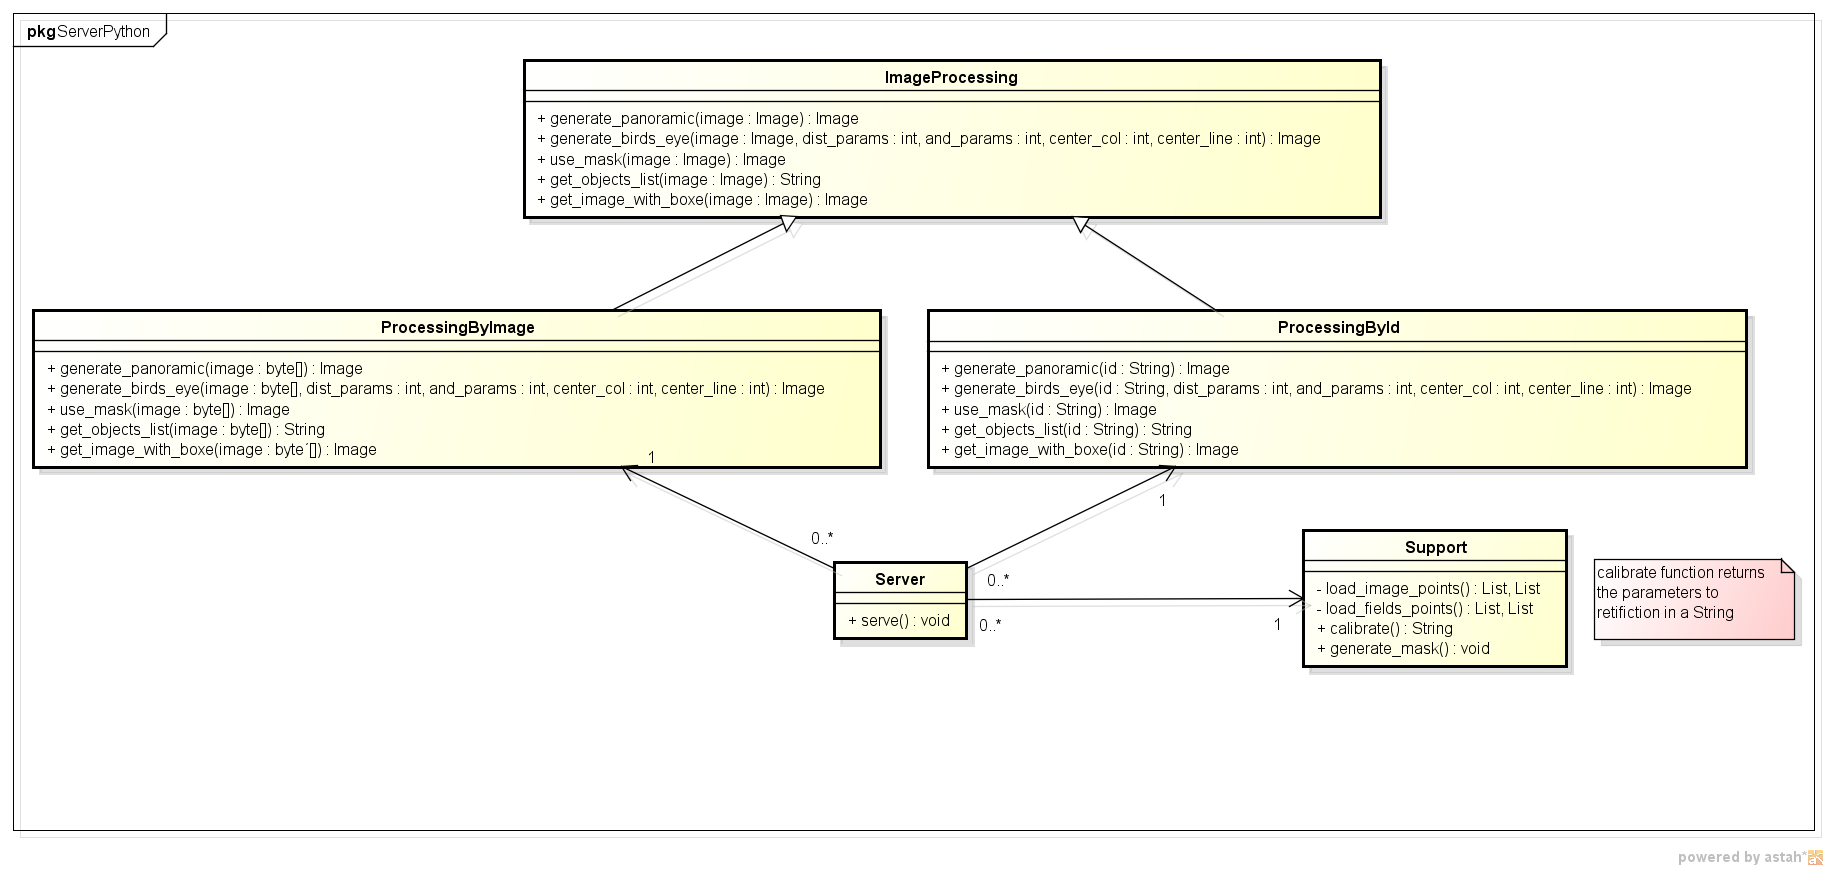 pkg ServerPython
ImageProcessing
+ generate_panoramic(image : Image) : Image
+ generate_birds_eye(image : Image, dist_params : int, and_params : int, center_col : int, center_line : int) : Image
+ use_mask(image : Image) : Image
+ get_objects_list(image : Image) : String
+ get_image_with_boxe(image : Image) : Image
ProcessingByImage
+ generate_panoramic(image : byte[]) : Image
+ generate_birds_eye(image : byte[], dist_params : int, and_params : int, center_col : int, center_line : int) : Image
+ use_mask(image : byte[]) : Image
+ get_objects_list(image : byte[]) : String
+ get_image_with_boxe(image : byte´[]) : Image
ProcessingById
+ generate_panoramic(id : String) : Image
+ generate_birds_eye(id : String, dist_params : int, and_params : int, center_col : int, center_line : int) : Image
+ use_mask(id : String) : Image
+ get_objects_list(id : String) : String
+ get_image_with_boxe(id : String) : Image
1
1
0..*
0..*
0..*
1
Server
+ serve() : void
Support
- load_image_points() : List, List
- load_fields_points() : List, List
+ calibrate() : String
+ generate_mask() : void
calibrate function returns
the parameters to
retifiction in a String
powered by astah*